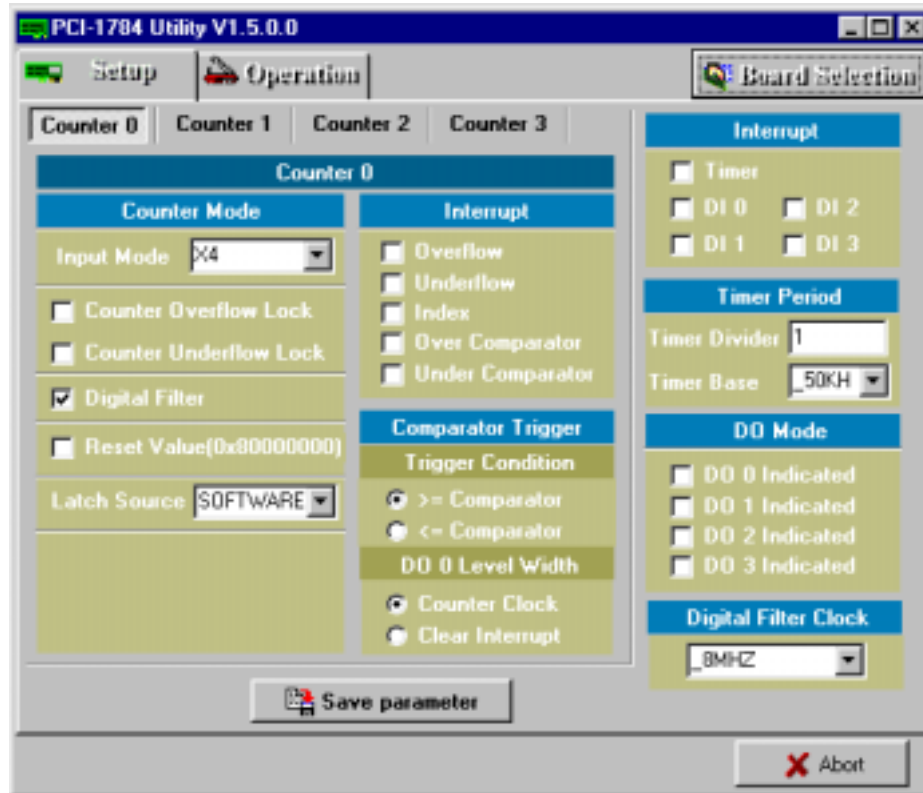 PCI-1784 Utility V1.5.0.0
Setup
Operation
Board Selection
Counter 0
Counter 1
Counter 2
Counter 3
Counter 0
Counter Mode
Input Mode X4
Counter Overflow Lock
Counter Underflow Lock
Digital Filter
Reset Value(0x80000000)
Latch Source SOFTWARE
Interrupt
Overflow
Underflow
Index
Over Comparator
Under Comparator
Comparator Trigger
Trigger Condition
>= Comparator
<= Comparator
DO 0 Level Width
Counter Clock
Clear Interrupt
Interrupt
Timer
DI 0 DI 2
DI 1 DI 3
Timer Period
Timer Divider 1
Timer Base _50KH
DO Mode
DO 0 Indicated
DO 1 Indicated
DO 2 Indicated
DO 3 Indicated
Digital Filter Clock
_8MHZ
Save parameter
Abort